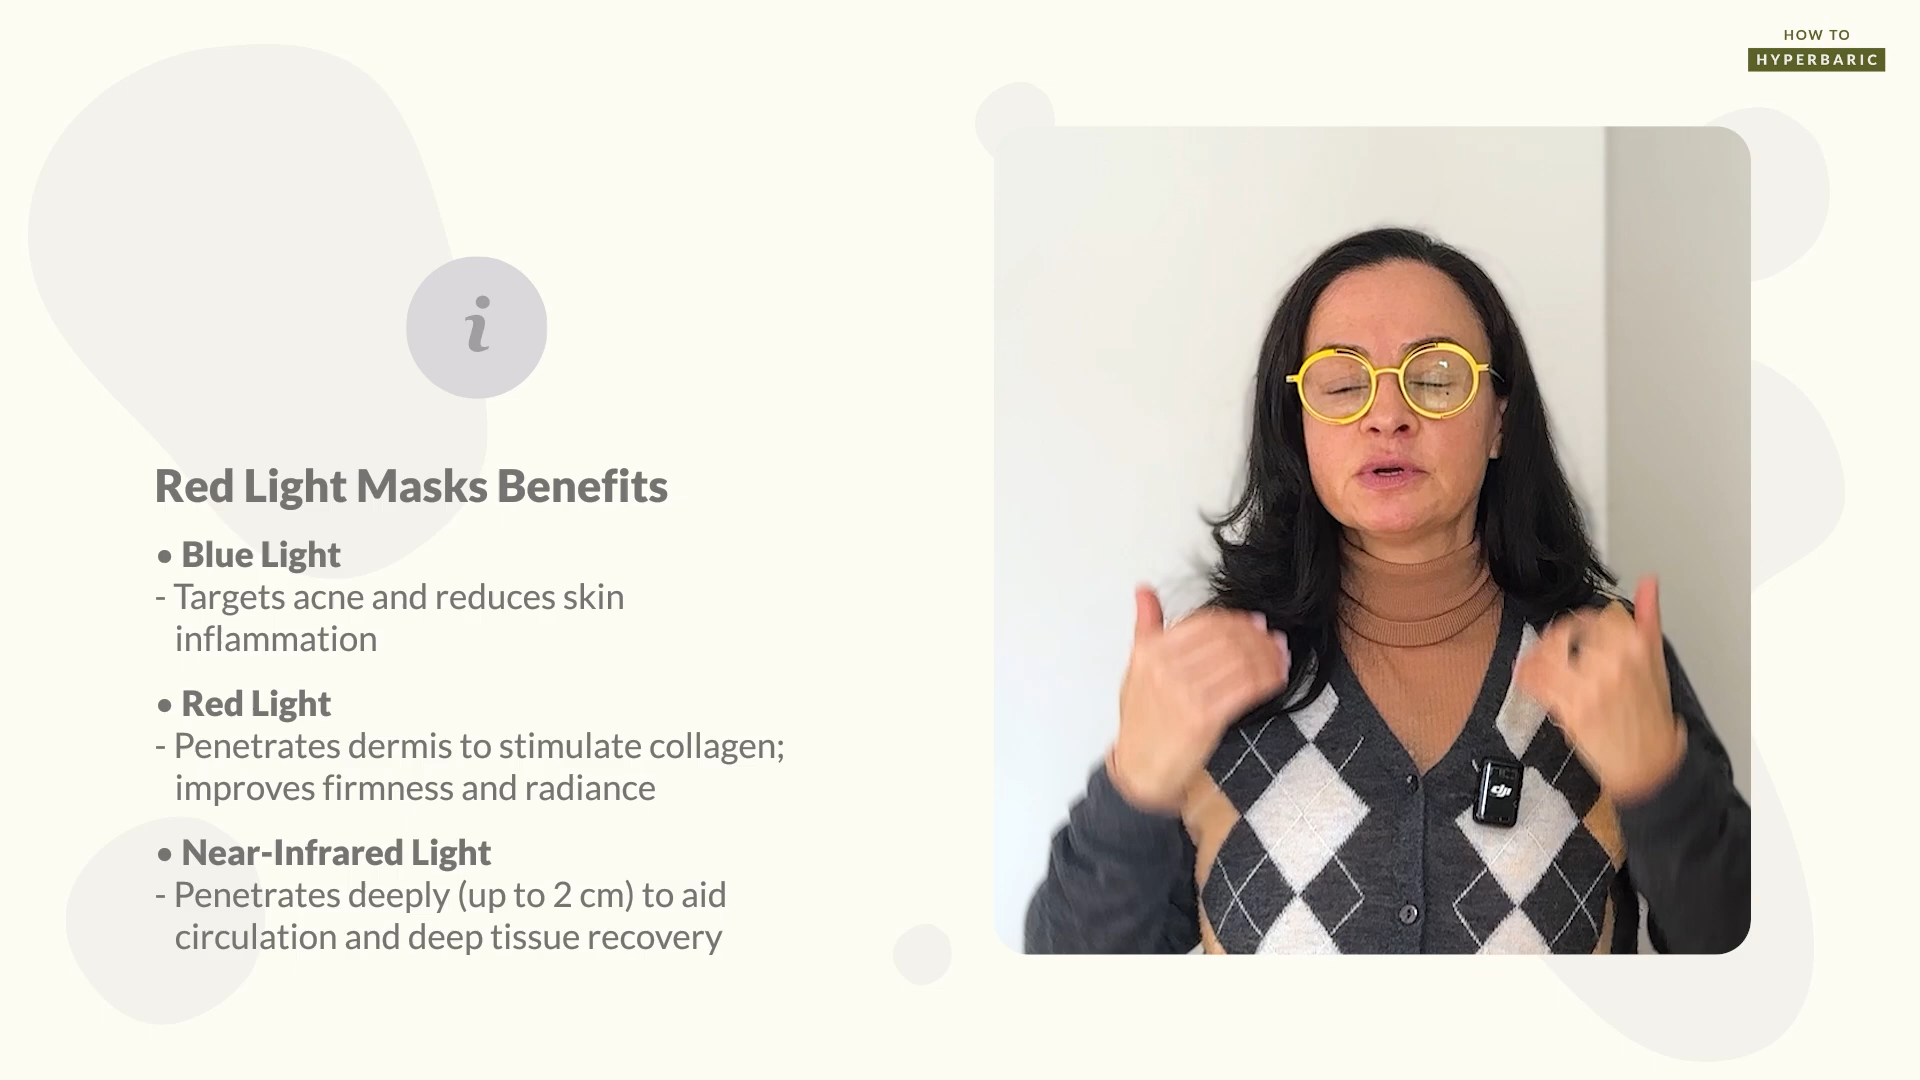 HOW TO
HYPERBARIC
i
Red Light Masks Benefits
• Blue Light
- Targets acne and reduces skin
inflammation
• Red Light
- Penetrates dermis to stimulate collagen;
improves firmness and radiance
• Near-Infrared Light
- Penetrates deeply (up to 2 cm) to aid
circulation and deep tissue recovery
dji